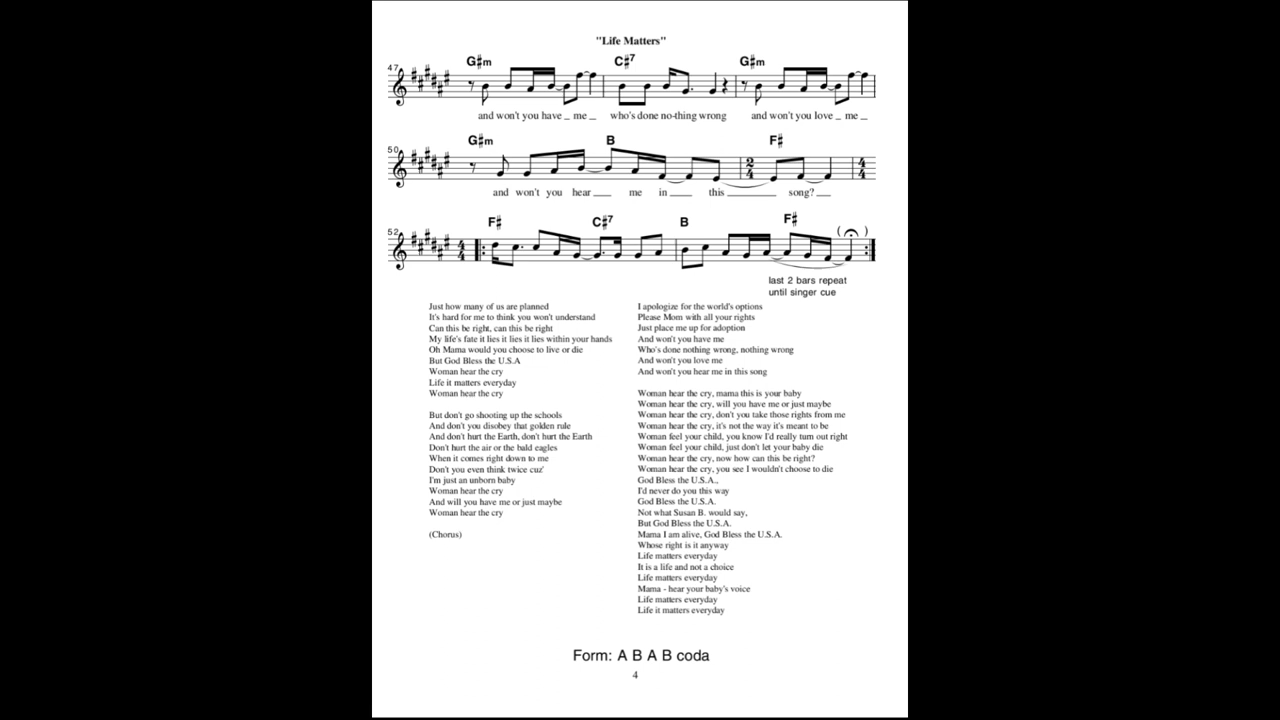 "Life Matters"
47
G♯m C♯7 G♯m
and won't you have _ me _ who's done no-thing wrong and won't you love _ me _
50
G♯m B F♯
2
4
4
4
and won't you hear ___ me in ___ this ___ song? __
52
F♯ C♯7 B F♯
4
4
( )
last 2 bars repeat
until singer cue
Just how many of us are planned
It's hard for me to think you won't understand
Can this be right, can this be right
My life's fate it lies it lies it lies within your hands
Oh Mama would you choose to live or die
But God Bless the U.S.A
Woman hear the cry
Life it matters everyday
Woman hear the cry
But don't go shooting up the schools
And don't you disobey that golden rule
And don't hurt the Earth, don't hurt the Earth
Don't hurt the air or the bald eagles
When it comes right down to me
Don't you even think twice cuz'
I'm just an unborn baby
Woman hear the cry
And will you have me or just maybe
Woman hear the cry
(Chorus)
I apologize for the world's options
Please Mom with all your rights
Just place me up for adoption
And won't you have me
Who's done nothing wrong, nothing wrong
And won't you love me
And won't you hear me in this song
Woman hear the cry, mama this is your baby
Woman hear the cry, will you have me or just maybe
Woman hear the cry, don't you take those rights from me
Woman hear the cry, it's not the way it's meant to be
Woman feel your child, you know I'd really turn out right
Woman feel your child, just don't let your baby die
Woman hear the cry, now how can this be right?
Woman hear the cry, you see I wouldn't choose to die
God Bless the U.S.A.,
I'd never do you this way
God Bless the U.S.A.
Not what Susan B. would say,
But God Bless the U.S.A.
Mama I am alive, God Bless the U.S.A.
Whose right is it anyway
Life matters everyday
It is a life and not a choice
Life matters everyday
Mama - hear your baby's voice
Life matters everyday
Life it matters everyday
Form: A B A B coda
4